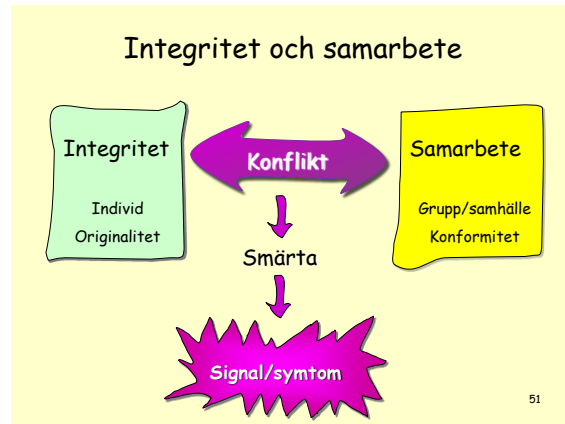 Integritet och samarbete
Integritet
Individ
Originalitet
Konflikt
Samarbete
Grupp/samhälle
Konformitet
Smärta
Signal/symtom
51